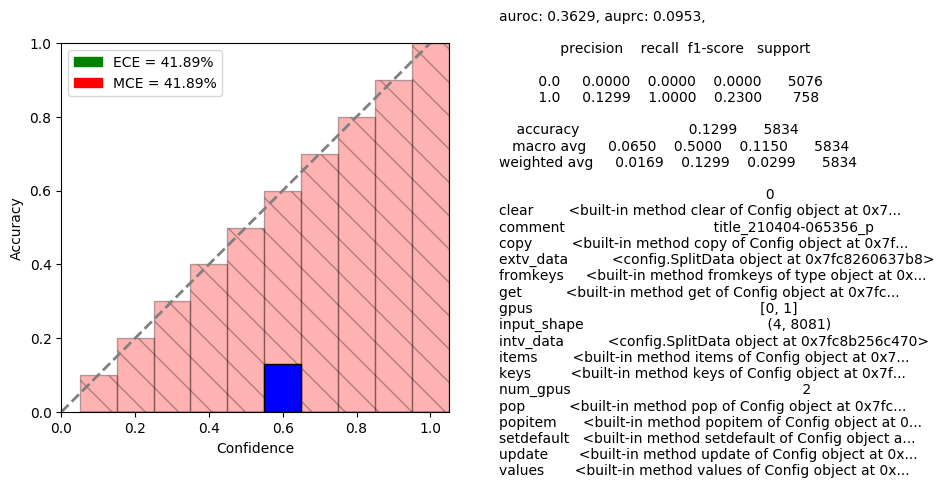 auroc: 0.3629, auprc: 0.0953,
precision recall f1-score support
0.0 0.0000 0.0000 0.0000 5076
1.0 0.1299 1.0000 0.2300 758
accuracy 0.1299 5834
macro avg 0.0650 0.5000 0.1150 5834
weighted avg 0.0169 0.1299 0.0299 5834
0
clear <built-in method clear of Config object at 0x7...
comment title_210404-065356_p
copy <built-in method copy of Config object at 0x7f...
extv_data <config.SplitData object at 0x7fc8260637b8>
fromkeys <built-in method fromkeys of type object at 0x...
get <built-in method get of Config object at 0x7fc...
gpus [0, 1]
input_shape (4, 8081)
intv_data <config.SplitData object at 0x7fc8b256c470>
items <built-in method items of Config object at 0x7...
keys <built-in method keys of Config object at 0x7f...
num_gpus 2
pop <built-in method pop of Config object at 0x7fc...
popitem <built-in method popitem of Config object at 0...
setdefault <built-in method setdefault of Config object a...
update <built-in method update of Config object at 0x...
values <built-in method values of Config object at 0x...
ECE = 41.89%
MCE = 41.89%
1.0
0.8
0.6
0.4
0.2
0.0
Accuracy
0.0 0.2 0.4 0.6 0.8 1.0
Confidence